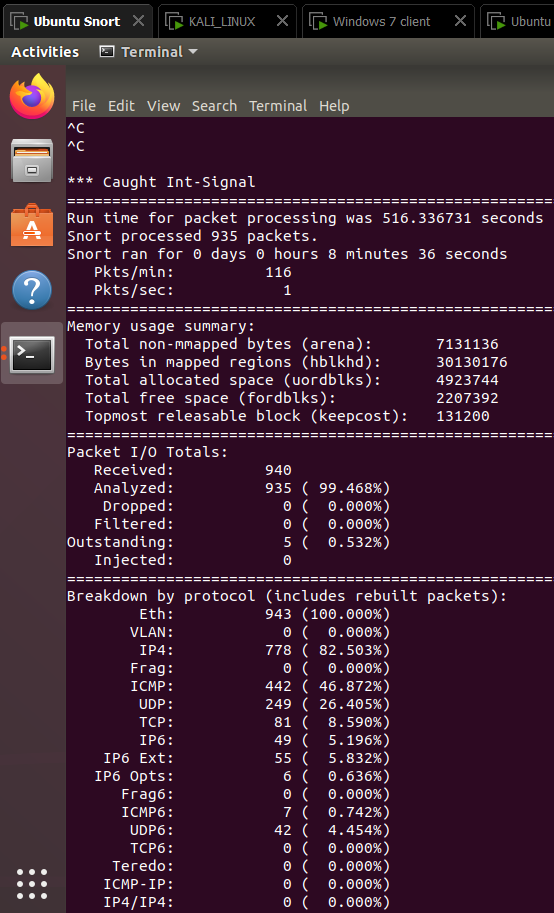 Ubuntu Snort × KALI_LINUX × Windows 7 client × Ubuntu
Activities Terminal
File Edit View Search Terminal Help
^C
^C
*** Caught Int-Signal
===============================================================
Run time for packet processing was 516.336731 seconds
Snort processed 935 packets.
Snort ran for 0 days 0 hours 8 minutes 36 seconds
   Pkts/min:          116
   Pkts/sec:            1
===============================================================
Memory usage summary:
  Total non-mmapped bytes (arena):       7131136
  Bytes in mapped regions (hblkhd):      30130176
  Total allocated space (uordblks):      4923744
  Total free space (fordblks):           2207392
  Topmost releasable block (keepcost):   131200
===============================================================
Packet I/O Totals:
   Received:          940
   Analyzed:          935 ( 99.468%)
    Dropped:            0 (  0.000%)
   Filtered:            0 (  0.000%)
Outstanding:            5 (  0.532%)
   Injected:            0
===============================================================
Breakdown by protocol (includes rebuilt packets):
        Eth:          943 (100.000%)
       VLAN:            0 (  0.000%)
        IP4:          778 ( 82.503%)
       Frag:            0 (  0.000%)
       ICMP:          442 ( 46.872%)
        UDP:          249 ( 26.405%)
        TCP:           81 (  8.590%)
        IP6:           49 (  5.196%)
    IP6 Ext:           55 (  5.832%)
   IP6 Opts:            6 (  0.636%)
      Frag6:            0 (  0.000%)
      ICMP6:            7 (  0.742%)
       UDP6:           42 (  4.454%)
       TCP6:            0 (  0.000%)
     Teredo:            0 (  0.000%)
    ICMP-IP:            0 (  0.000%)
    IP4/IP4:            0 (  0.000%)